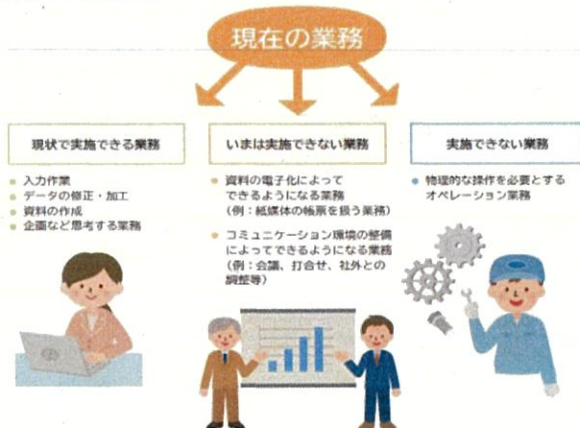 現在の業務
現状で実施できる業務
入力作業
データの修正・加工
資料の作成
企画など思考する業務
いまは実施できない業務
資料の電子化によって
できるようになる業務
(例:紙媒体の帳票を扱う業務)
コミュニケーション環境の整備
によってできるようになる業務
(例:会議、打合せ、社外との
調整等)
実施できない業務
物理的な操作を必要とする
オペレーション業務